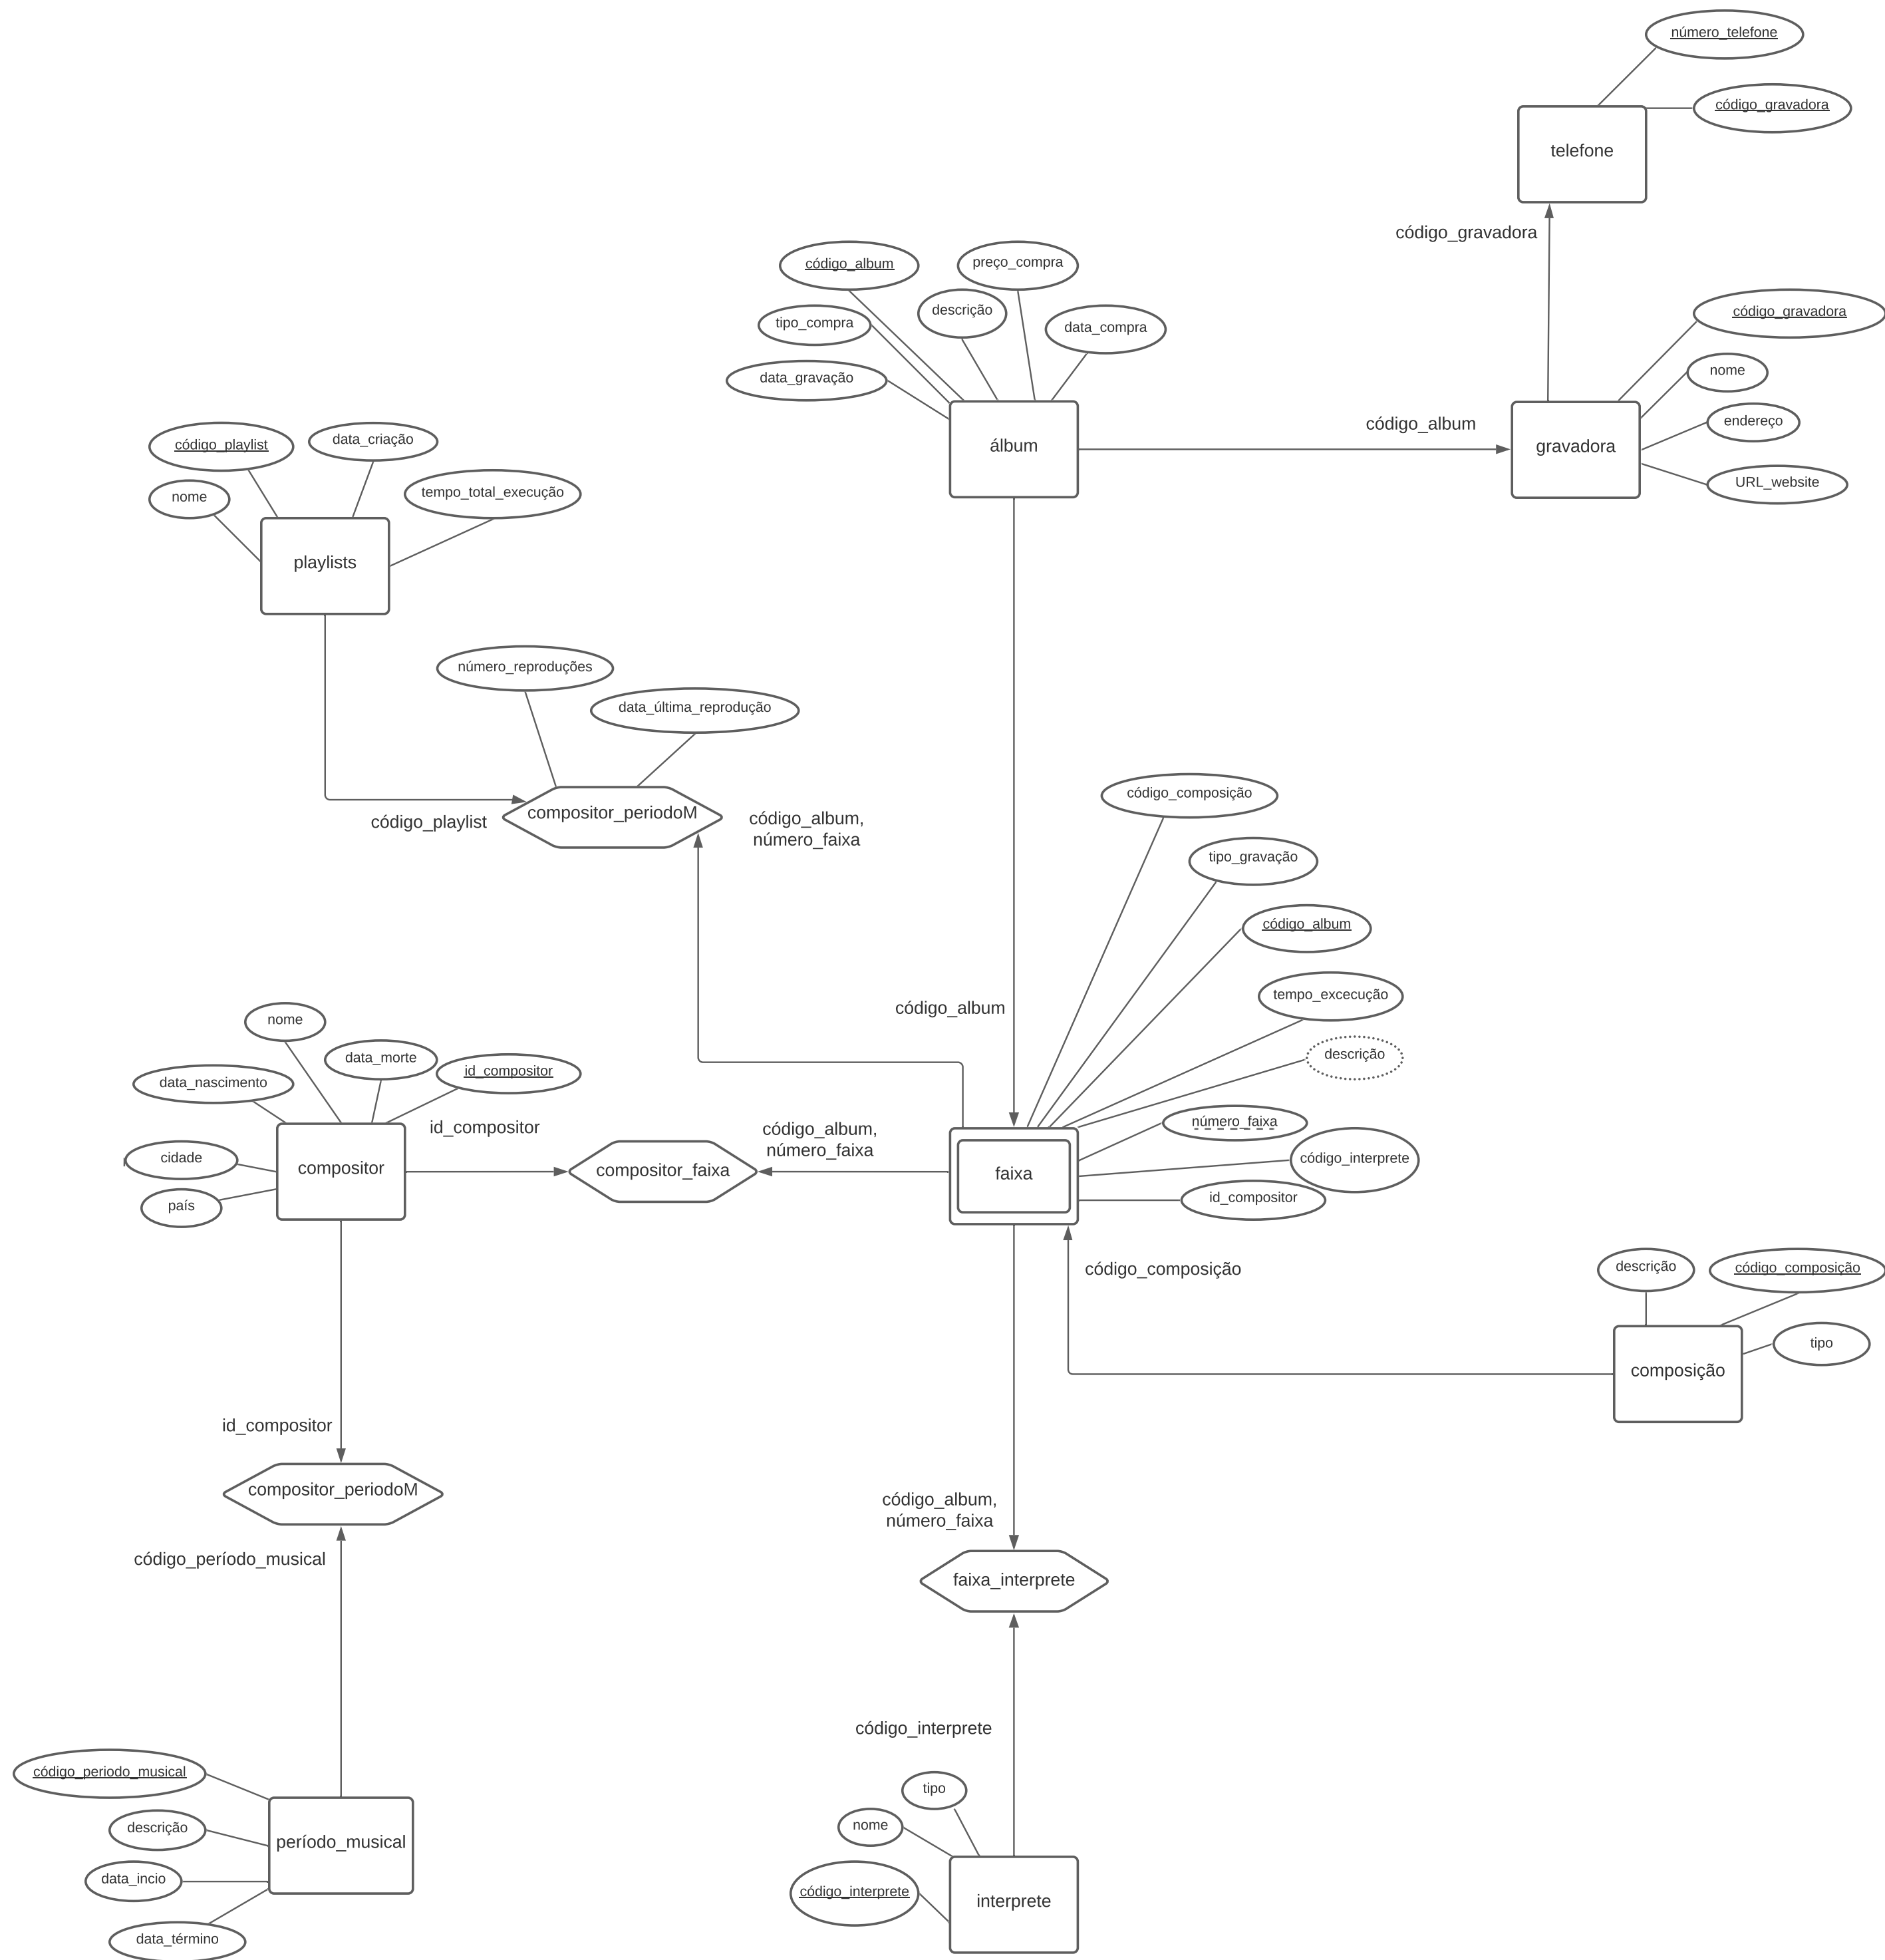 número_telefone
código_gravadora
telefone
código_gravadora
código_album
preço_compra
descrição
tipo_compra
data_compra
data_gravação
código_gravadora
nome
endereço
URL_website
código_album
álbum
gravadora
código_playlist
data_criação
nome
tempo_total_execução
playlists
número_reproduções
data_última_reprodução
compositor_periodoM
código_playlist
código_album,
número_faixa
código_composição
tipo_gravação
código_album
tempo_excecução
descrição
número_faixa
código_interprete
id_compositor
código_album
nome
data_morte
id_compositor
data_nascimento
cidade
país
compositor
id_compositor
compositor_faixa
código_album,
número_faixa
faixa
código_composição
descrição
código_composição
tipo
composição
id_compositor
compositor_periodoM
código_período_musical
código_album,
número_faixa
faixa_interprete
código_interprete
código_periodo_musical
descrição
data_incio
data_término
período_musical
tipo
nome
código_interprete
interprete